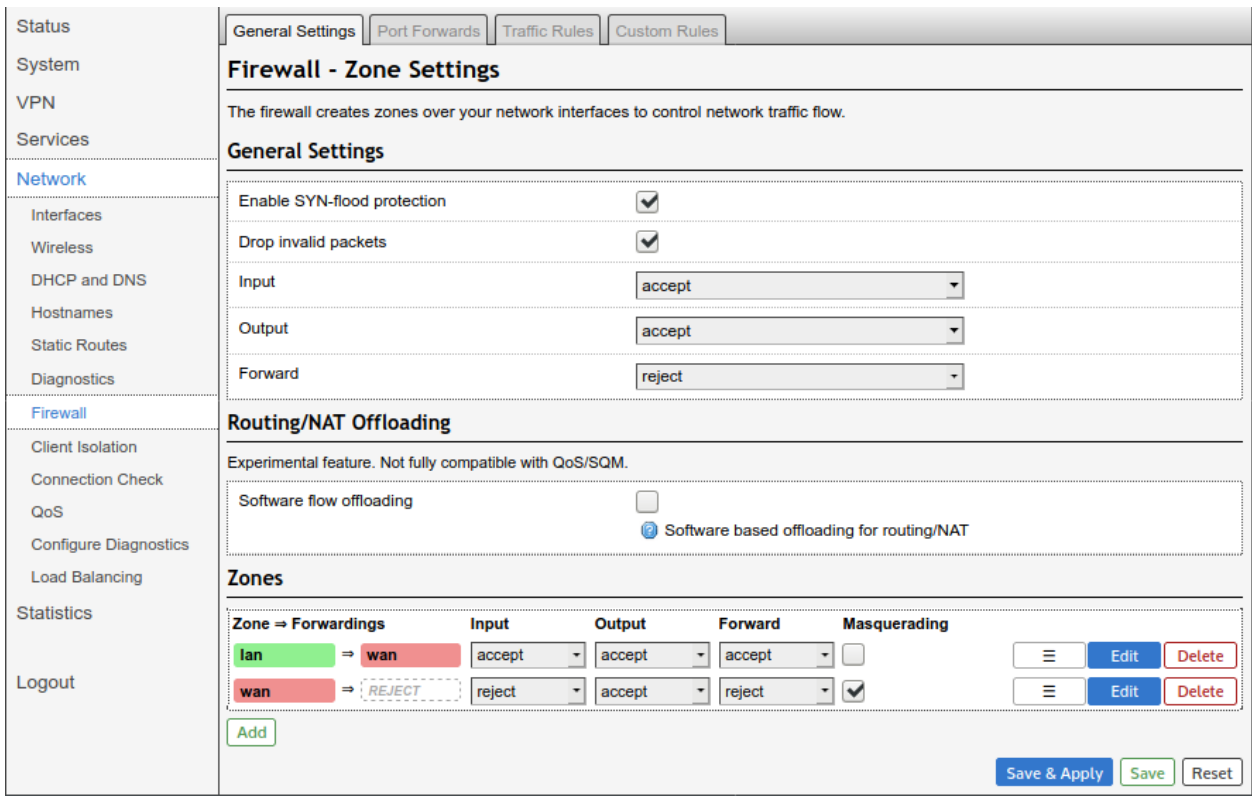 Status
System
VPN
Services
Network
Interfaces
Wireless
DHCP and DNS
Hostnames
Static Routes
Diagnostics
Firewall
Client Isolation
Connection Check
QoS
Configure Diagnostics
Load Balancing
Statistics
Logout
General Settings Port Forwards Traffic Rules Custom Rules
Firewall - Zone Settings
The firewall creates zones over your network interfaces to control network traffic flow.
General Settings
Enable SYN-flood protection
Drop invalid packets
Input accept
Output accept
Forward reject
Routing/NAT Offloading
Experimental feature. Not fully compatible with QoS/SQM.
Software flow offloading
Software based offloading for routing/NAT
Zones
Zone ⇒ Forwardings Input Output Forward Masquerading
lan ⇒ wan accept accept accept ☰ Edit Delete
wan ⇒ REJECT reject accept reject ☰ Edit Delete
Add
Save & Apply Save Reset